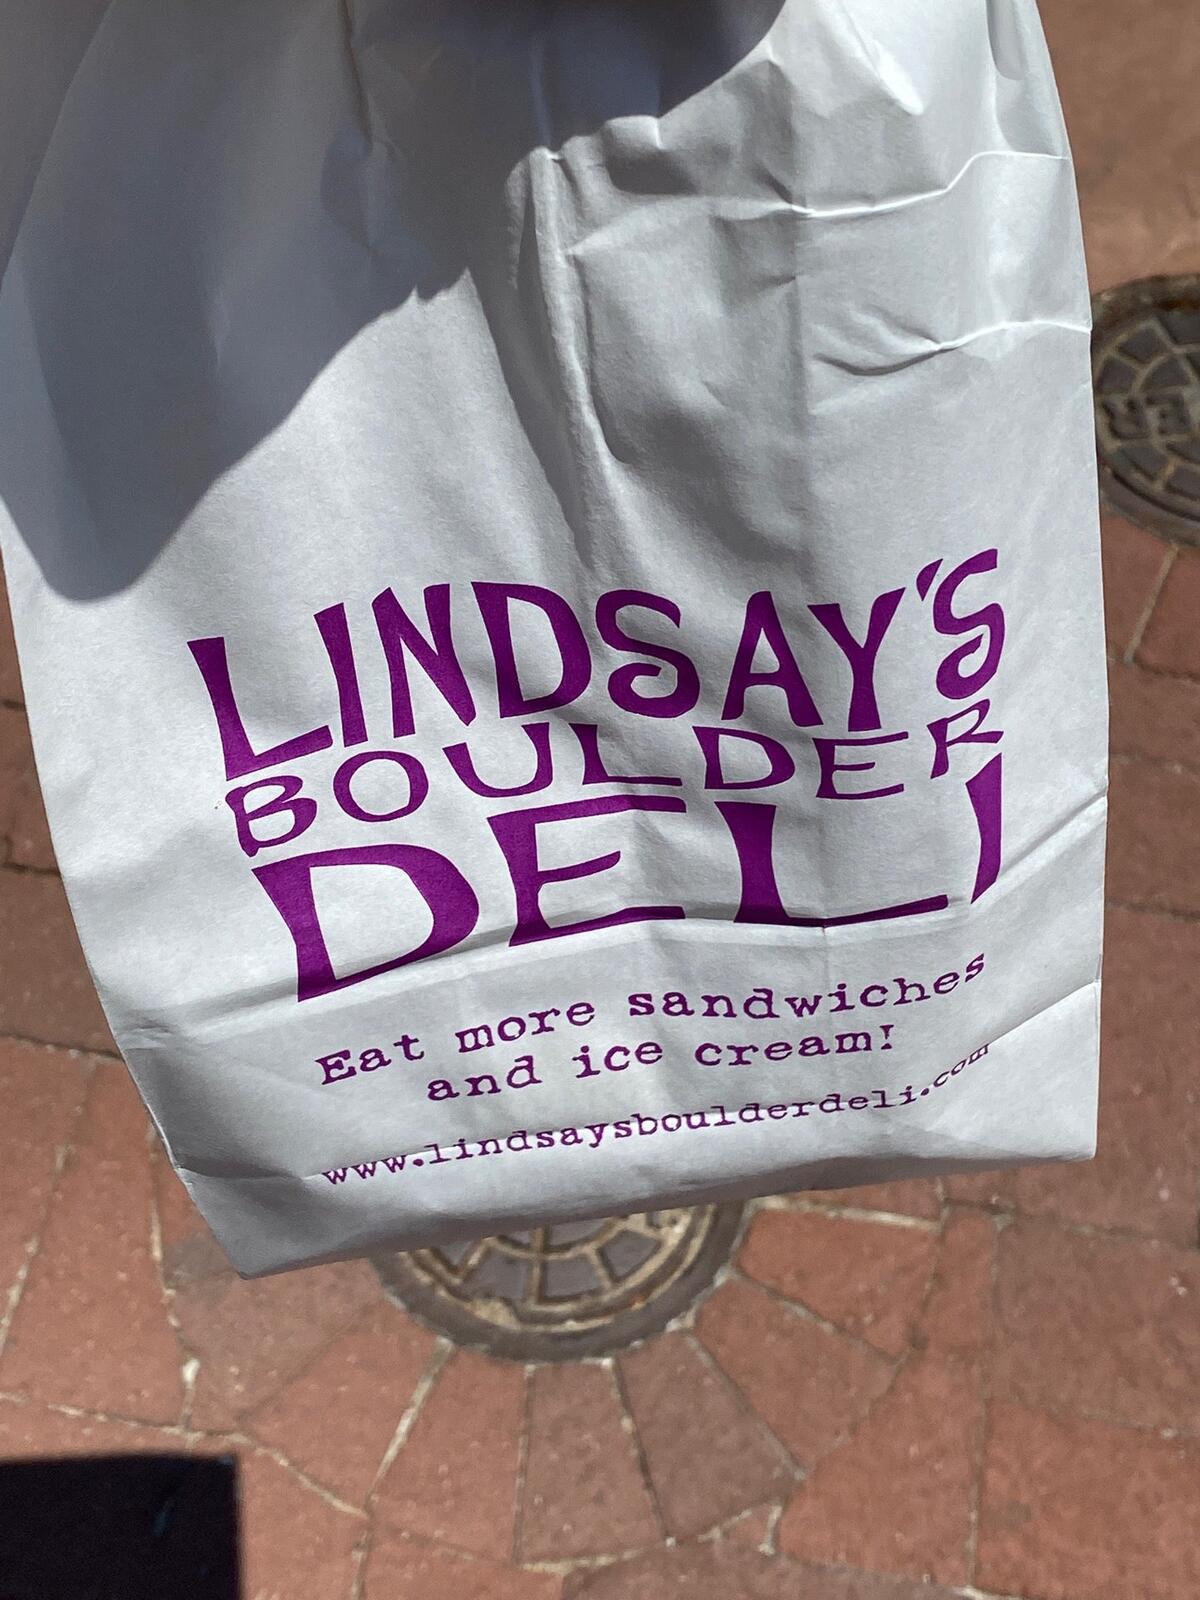 LINDSAY'S
BOULDER
DELI
Eat more sandwiches
and ice cream!
www.lindsaysboulderdeli.com